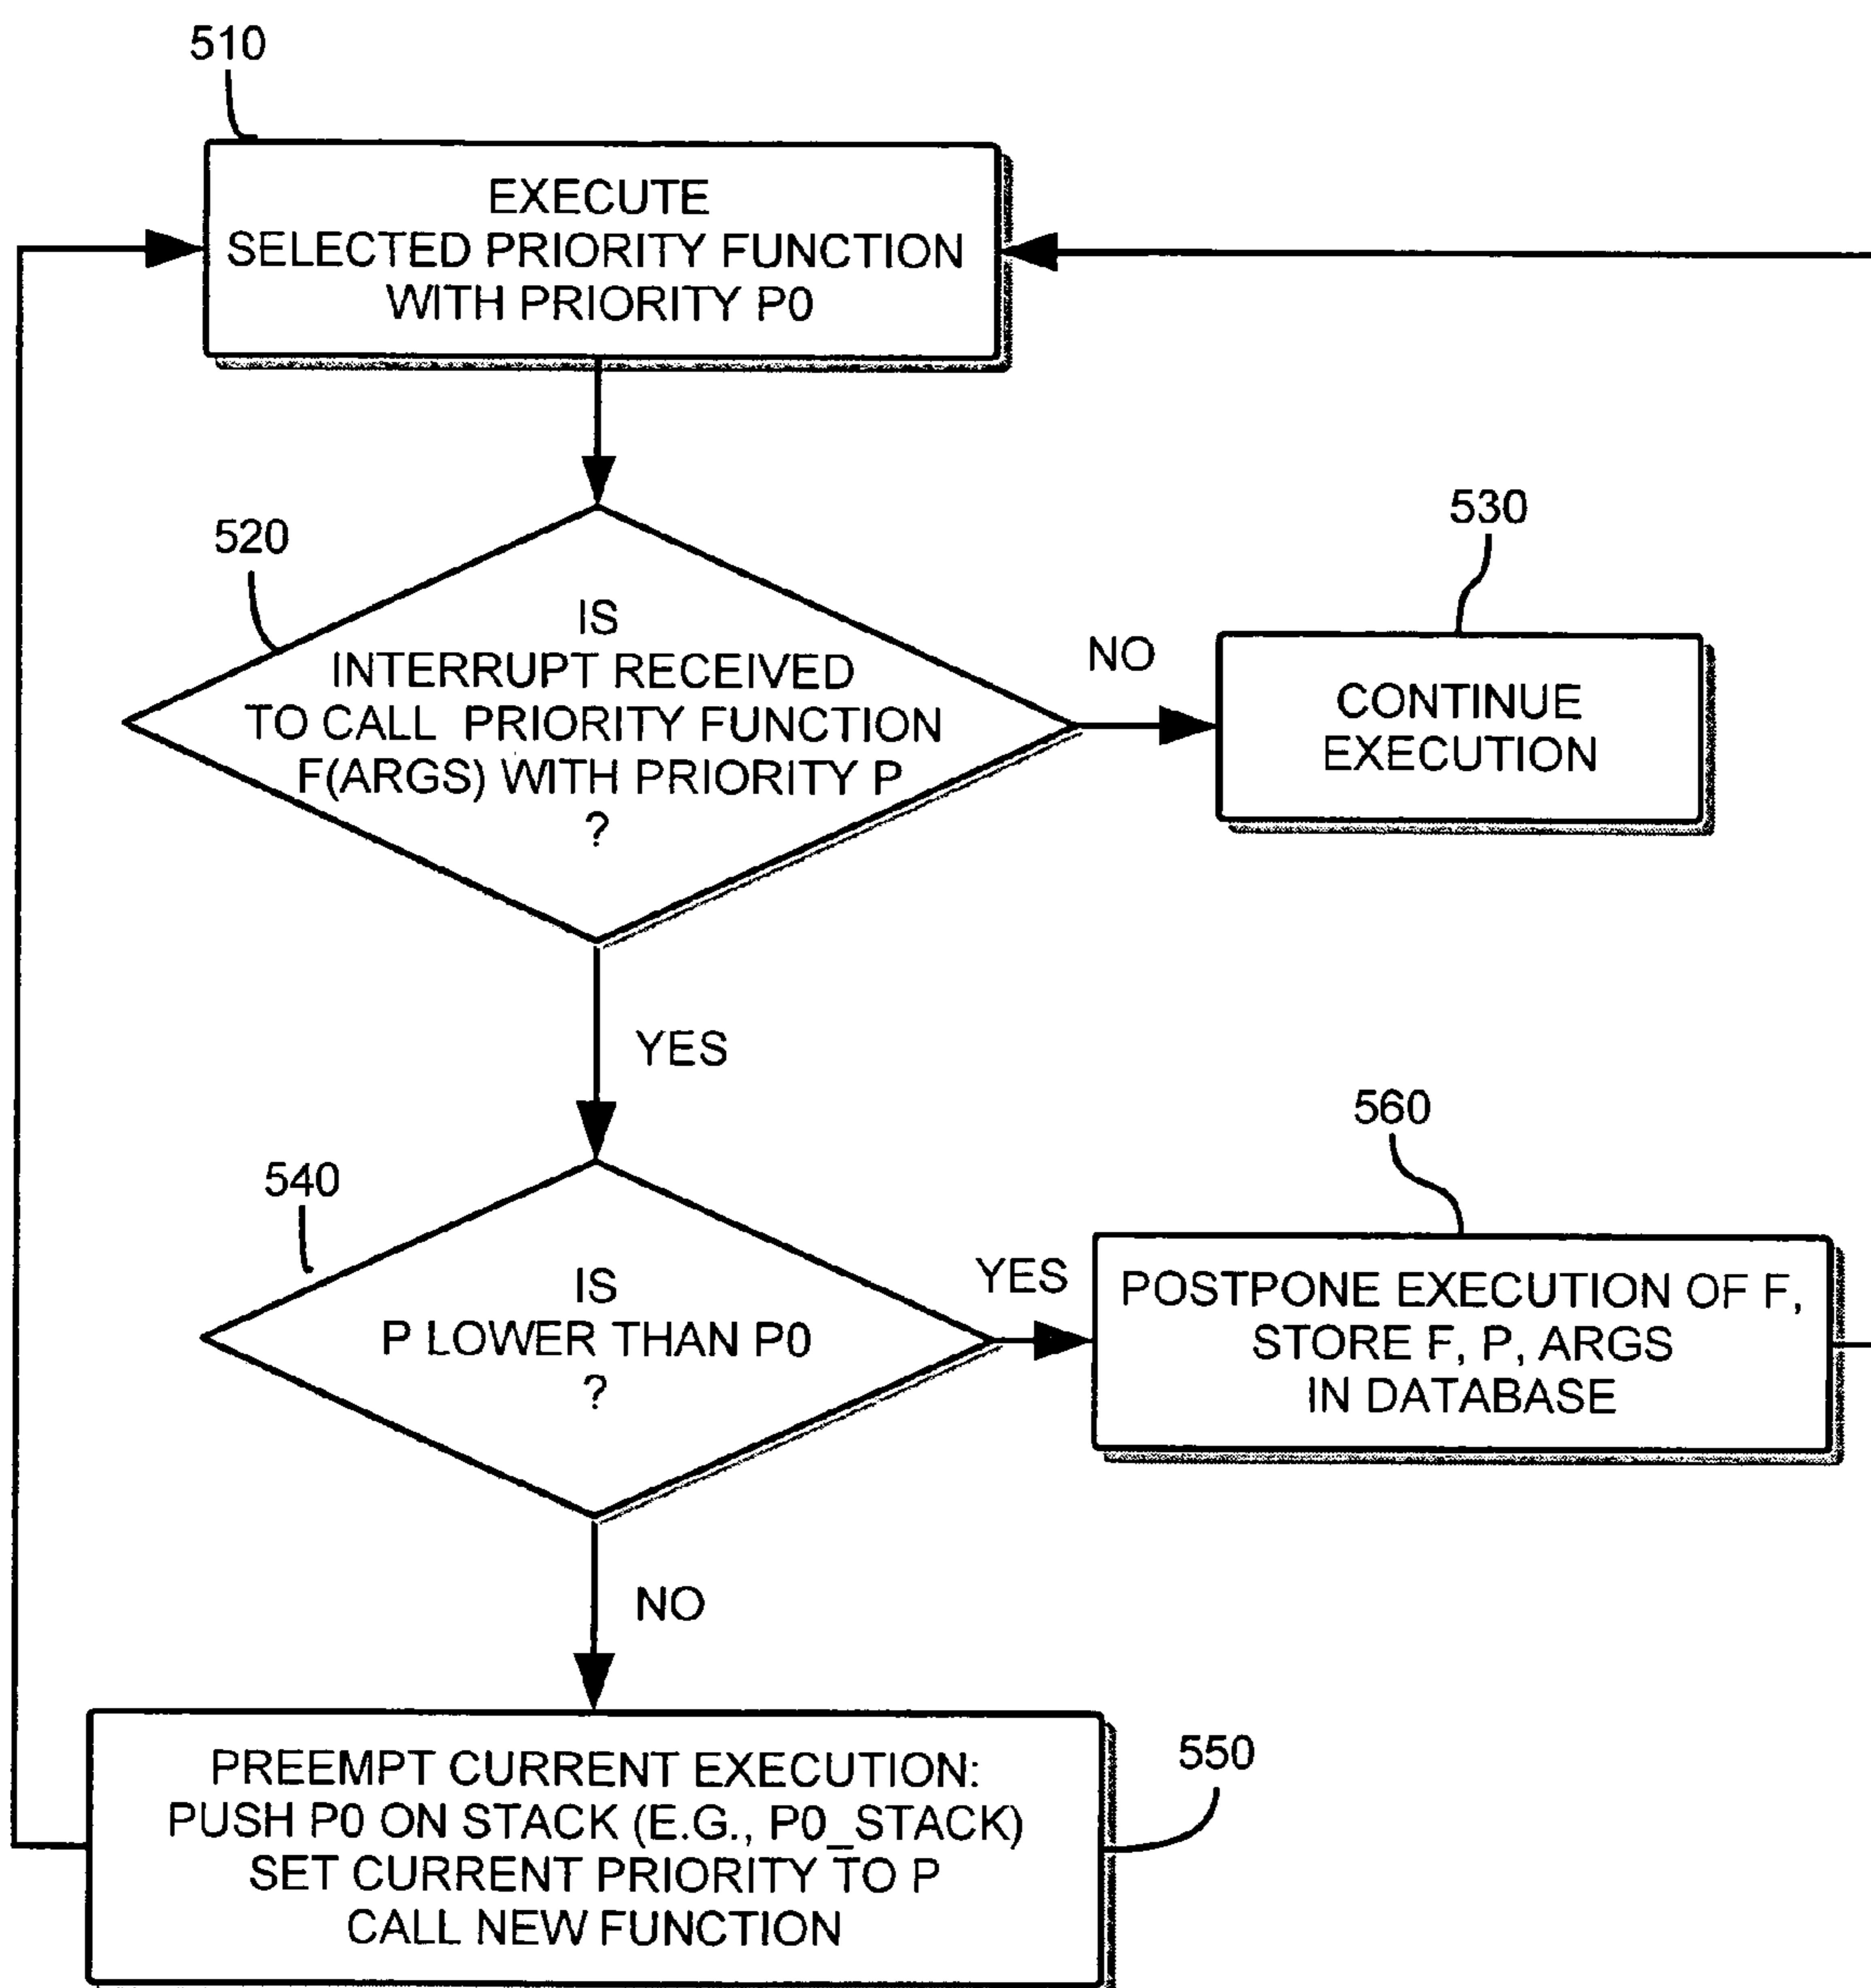 510
EXECUTE
SELECTED PRIORITY FUNCTION
WITH PRIORITY P0
520
IS
INTERRUPT RECEIVED
TO CALL PRIORITY FUNCTION
F(ARGS) WITH PRIORITY P
?
NO
530
CONTINUE
EXECUTION
YES
540
IS
P LOWER THAN P0
?
YES
560
POSTPONE EXECUTION OF F,
STORE F, P, ARGS
IN DATABASE
NO
PREEMPT CURRENT EXECUTION:
PUSH P0 ON STACK (E.G., P0_STACK)
SET CURRENT PRIORITY TO P
CALL NEW FUNCTION
550